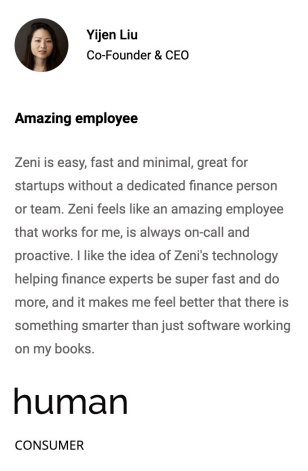 Yijen Liu
Co-Founder & CEO
Amazing employee
Zeni is easy, fast and minimal, great for
startups without a dedicated finance person
or team. Zeni feels like an amazing employee
that works for me, is always on-call and
proactive. I like the idea of Zeni's technology
helping finance experts be super fast and do
more, and it makes me feel better that there is
something smarter than just software working
on my books.
human
CONSUMER